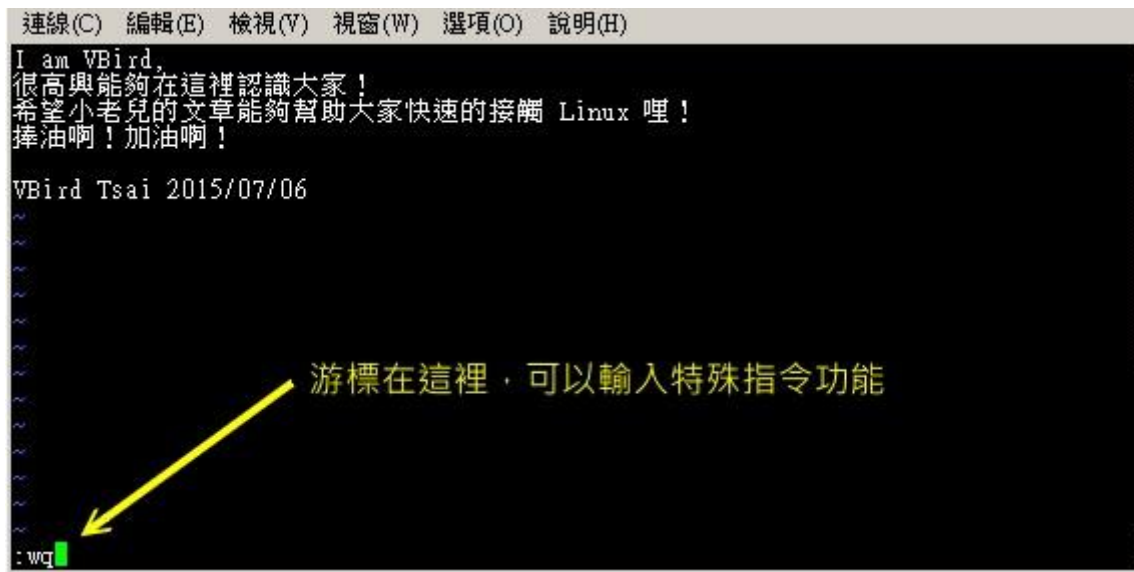 連線(C) 編輯(E) 檢視(V) 視窗(W) 選項(O) 說明(H)
I am VBird,
很高興能夠在這裡認識大家！
希望小老兒的文章能夠幫助大家快速的接觸 Linux 哩！
捧油啊！加油啊！
VBird Tsai 2015/07/06
~
~
~
~
~
~
~
游標在這裡，可以輸入特殊指令功能
~
~
~
~
~
~
:wq